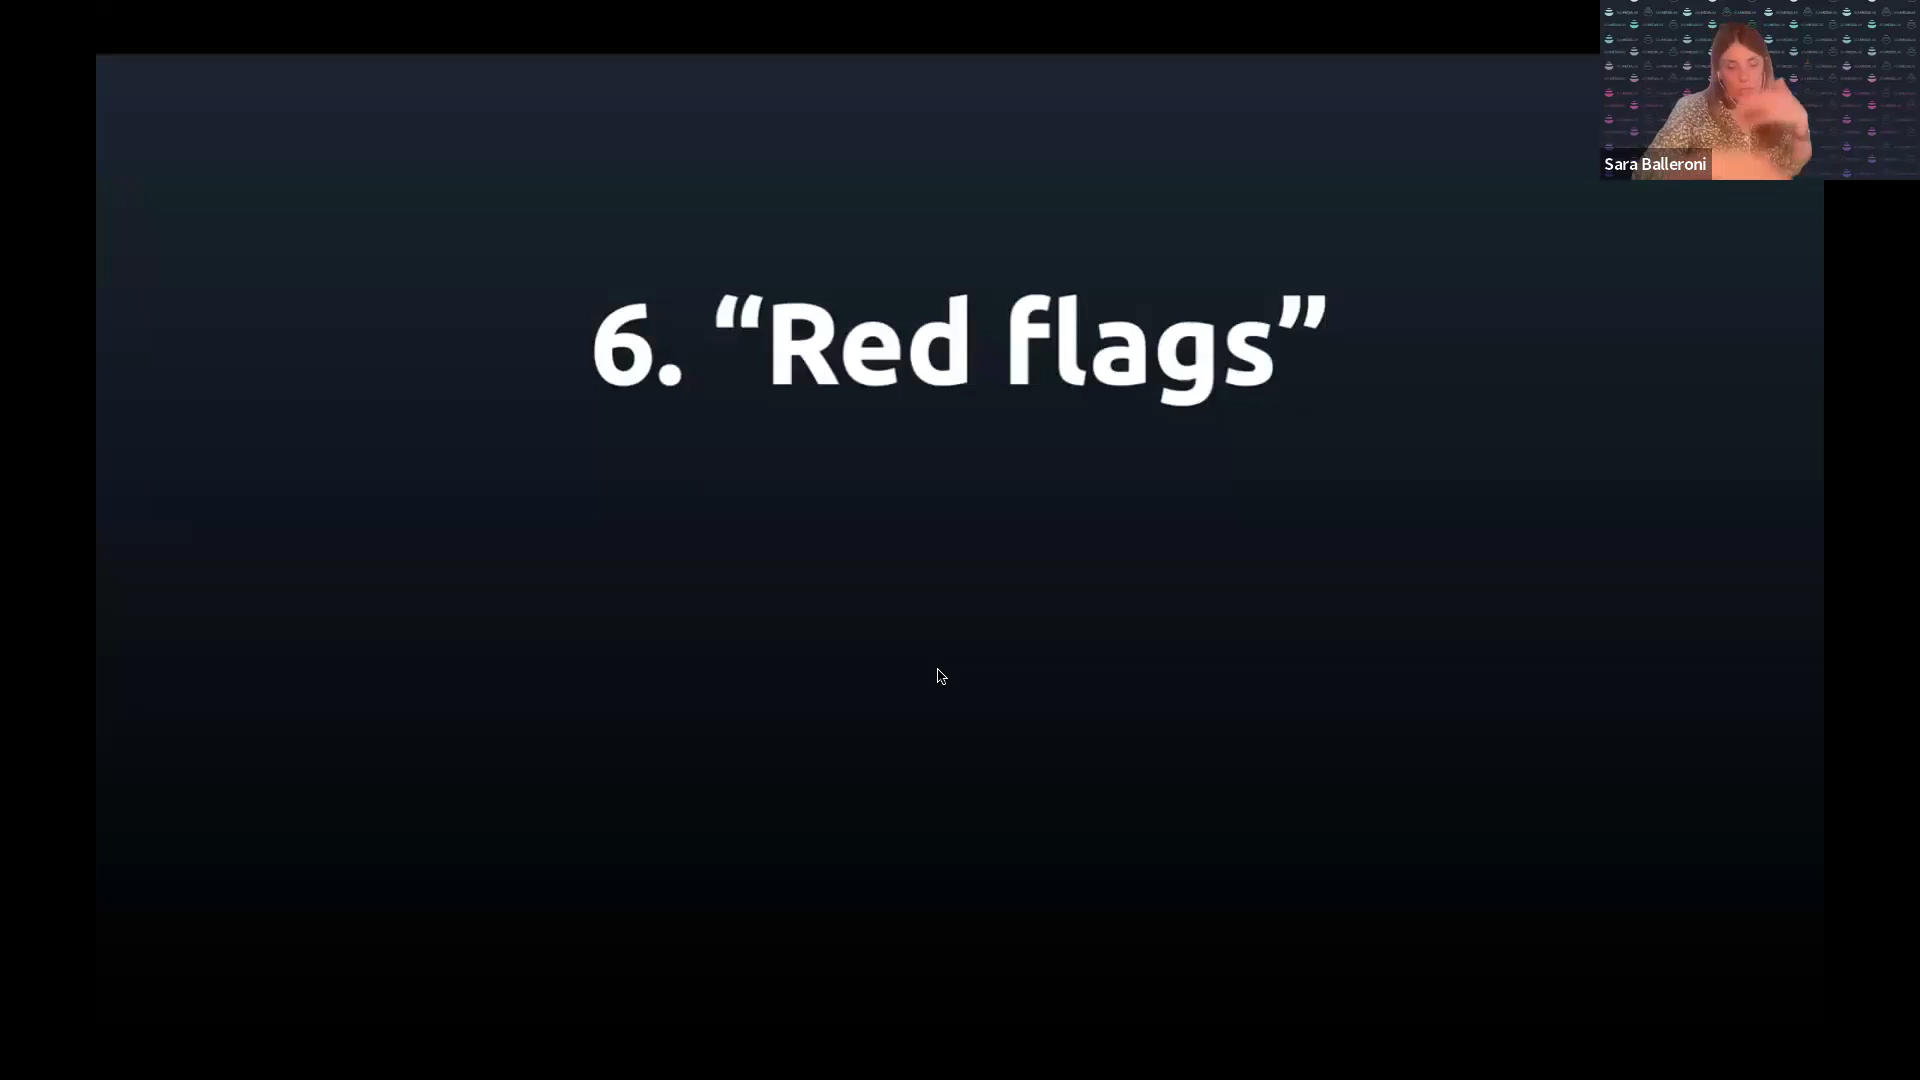 6. “Red flags”
Sara Balleroni